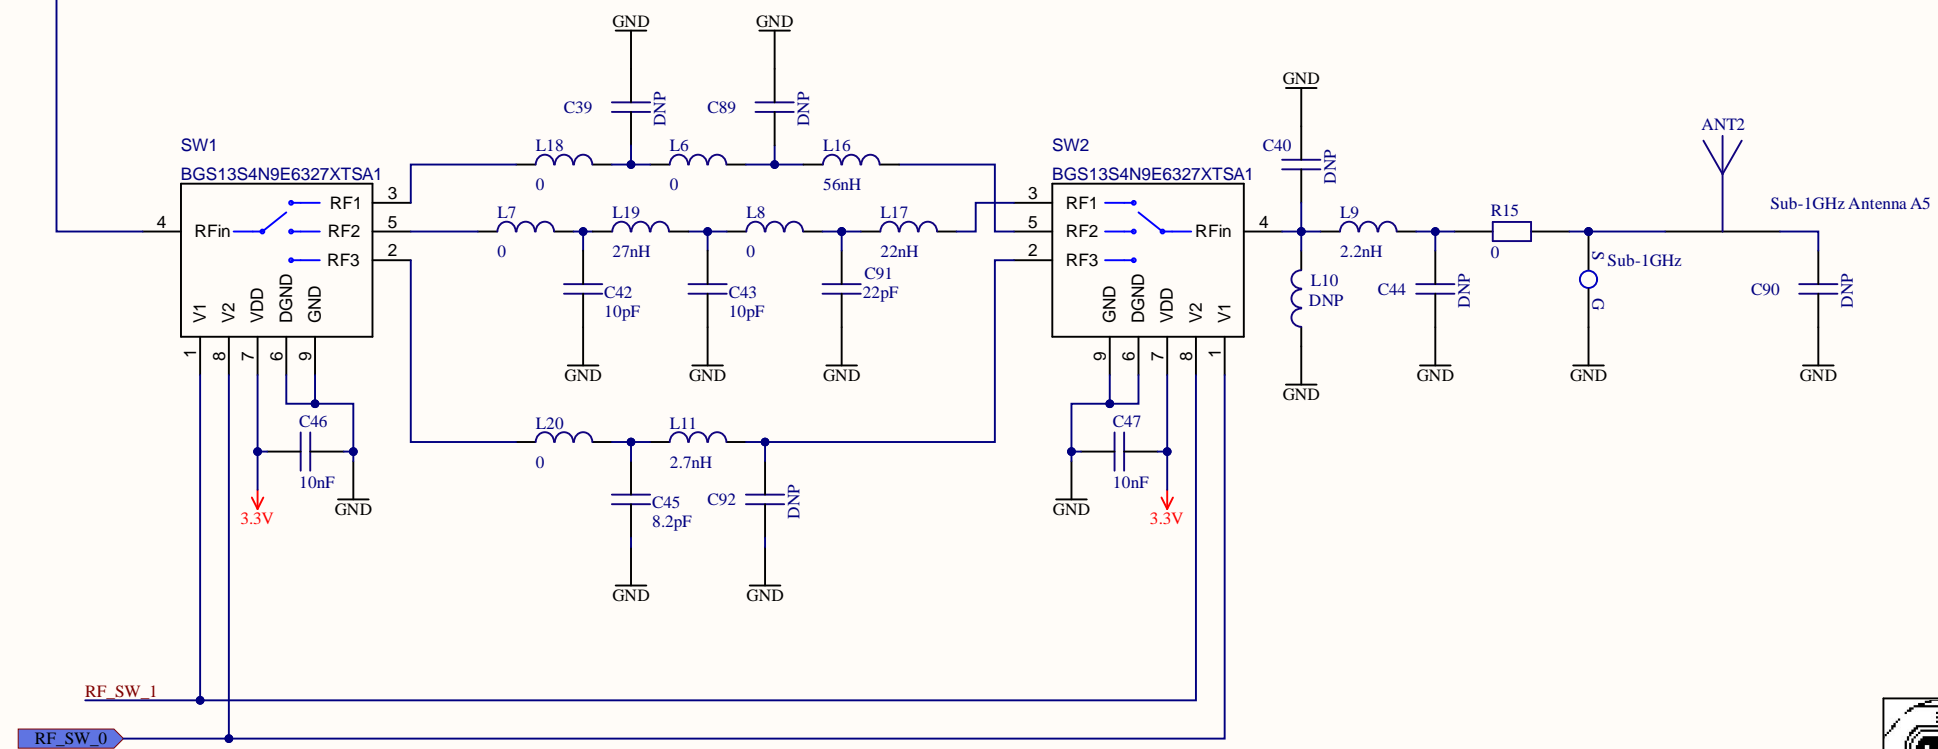 GND
GND
C39
DNP
C89
DNP
GND
C40
DNP
ANT2
SW1
BGS13S4N9E6327XTSA1
L18
0
L6
0
L16
56nH
SW2
BGS13S4N9E6327XTSA1
4
RFin
RF1
RF2
RF3
3
5
2
V1
V2
VDD
DGND
GND
1
8
7
6
9
L7
0
L19
27nH
L8
0
L17
22nH
C42
10pF
C43
10pF
C91
22pF
GND
GND
GND
3
5
2
RF1
RF2
RF3
RFin
4
GND
DGND
VDD
V2
V1
9
6
7
8
1
L9
2.2nH
R15
0
Sub-1GHz Antenna A5
L10
DNP
C44
DNP
S
Sub-1GHz
G
C90
DNP
GND
GND
GND
GND
C46
10nF
3.3V
GND
L20
0
L11
2.7nH
C45
8.2pF
C92
DNP
GND
GND
C47
10nF
GND
3.3V
RF_SW_1
RF_SW_0